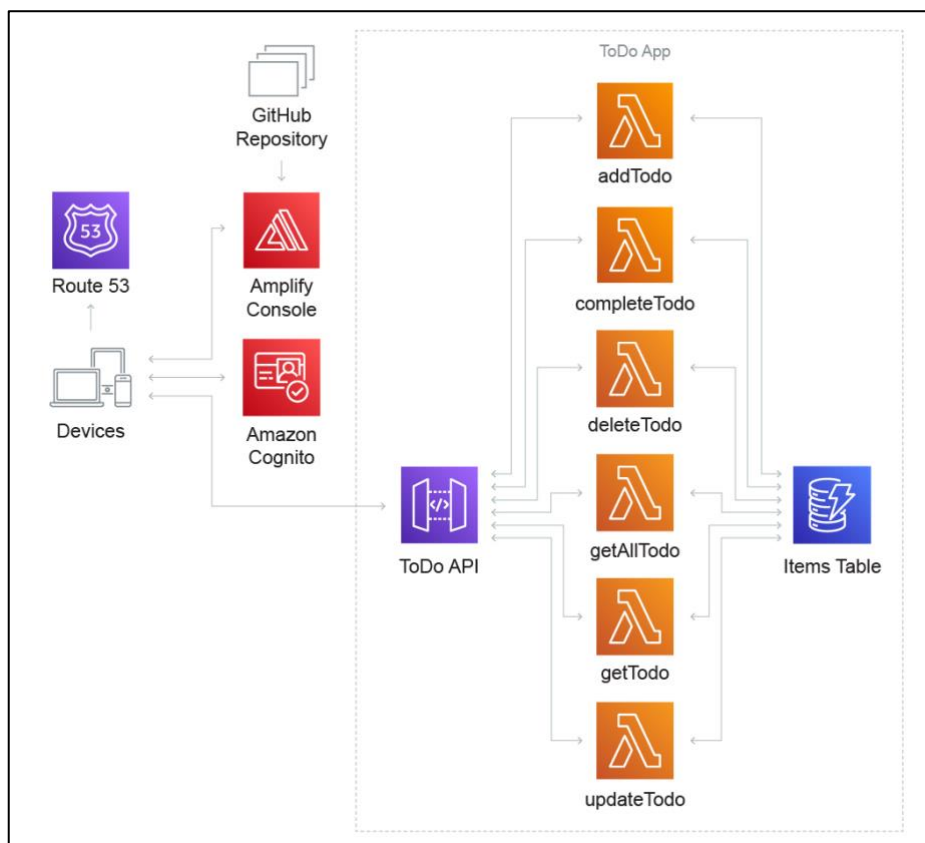 ToDo App
GitHub
Repository
addTodo
53
Route 53
Amplify
Console
completeTodo
Devices
Amazon
Cognito
deleteTodo
</>
ToDo API
getAllTodo
Items Table
getTodo
updateTodo